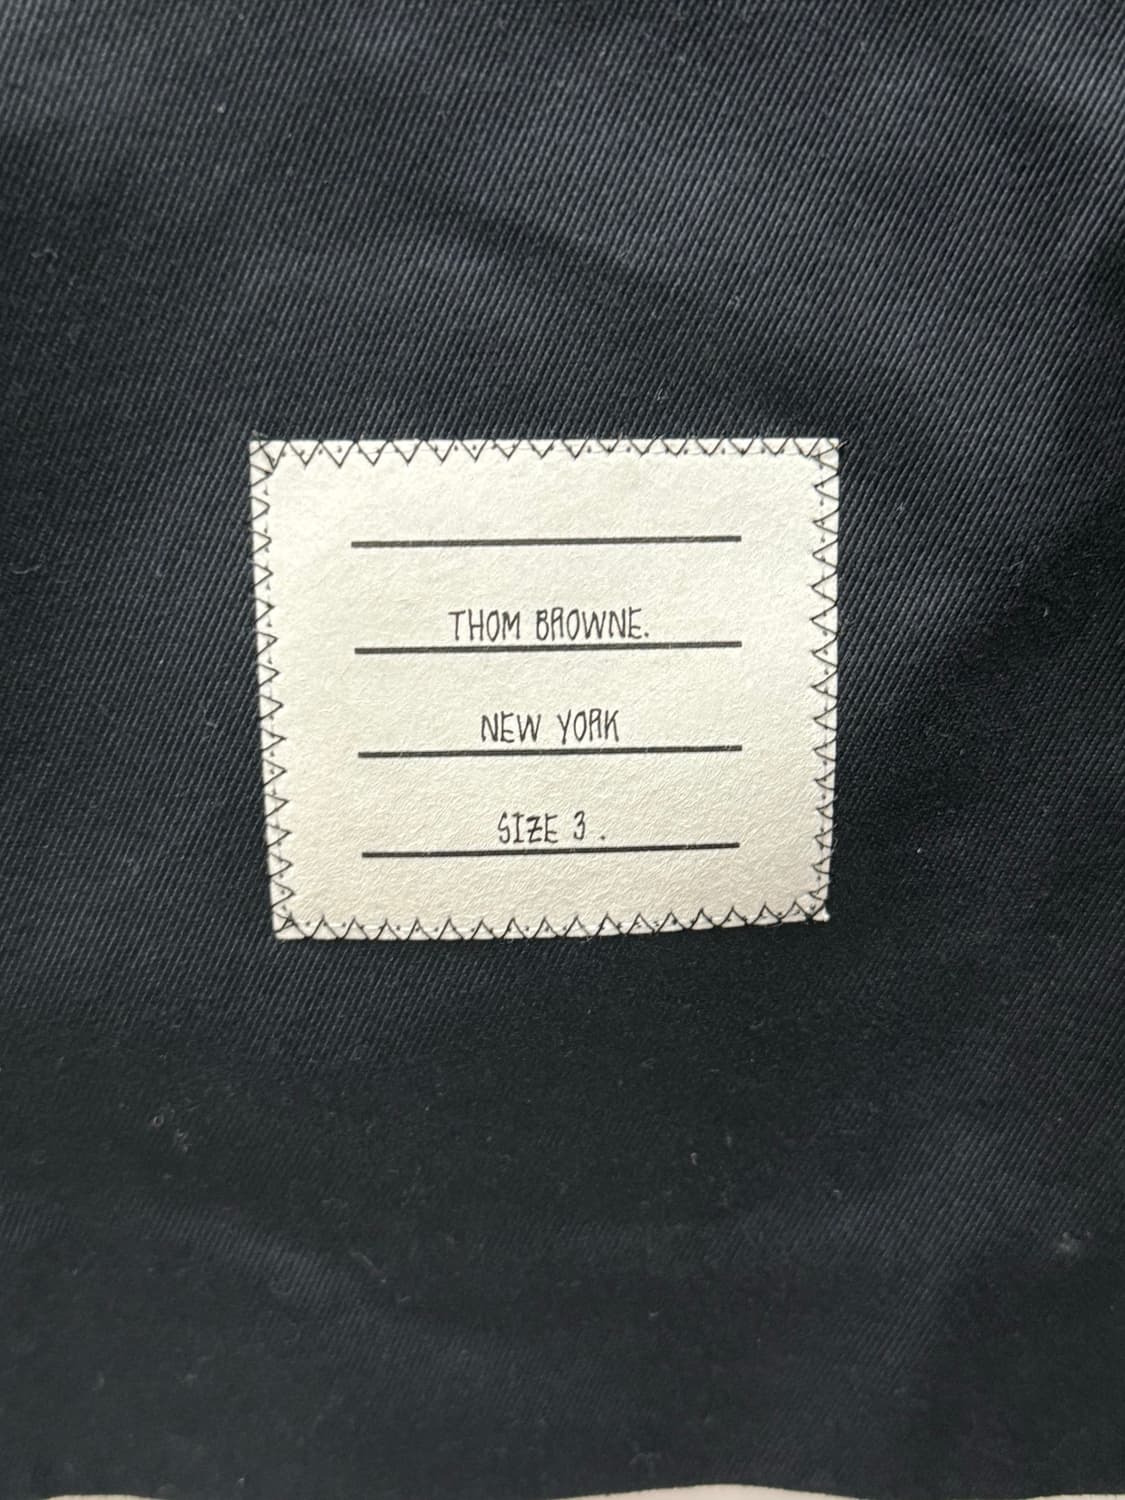 THOM BROWNE.
NEW YORK
SIZE 3 .